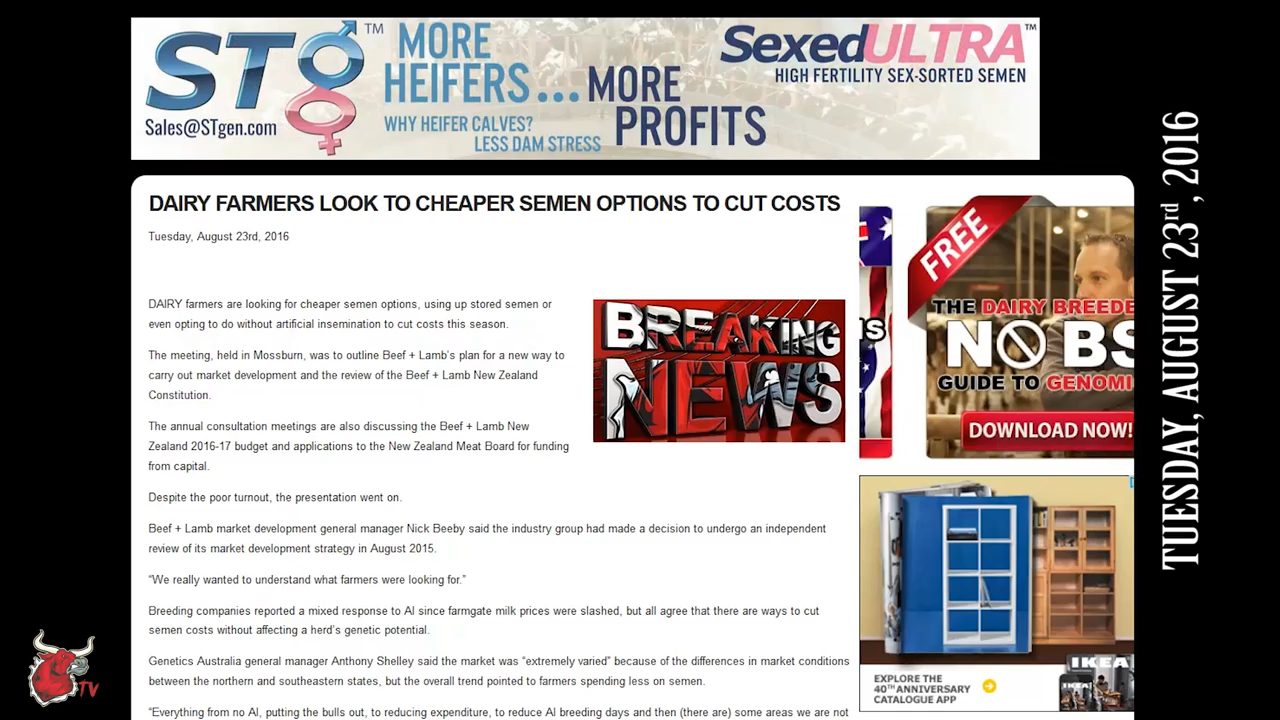 STg™
Sales@STgen.com
MORE
HEIFERS...MORE
PROFITS
WHY HEIFER CALVES?
LESS DAM STRESS
SexedULTRA™
HIGH FERTILITY SEX-SORTED SEMEN
DAIRY FARMERS LOOK TO CHEAPER SEMEN OPTIONS TO CUT COSTS
Tuesday, August 23rd, 2016
DAIRY farmers are looking for cheaper semen options, using up stored semen or
even opting to do without artificial insemination to cut costs this season.
The meeting, held in Mossburn, was to outline Beef + Lamb's plan for a new way to
carry out market development and the review of the Beef + Lamb New Zealand
Constitution.
The annual consultation meetings are also discussing the Beef + Lamb New
Zealand 2016-17 budget and applications to the New Zealand Meat Board for funding
from capital.
Despite the poor turnout, the presentation went on.
Beef + Lamb market development general manager Nick Beeby said the industry group had made a decision to undergo an independent
review of its market development strategy in August 2015.
“We really wanted to understand what farmers were looking for.”
Breeding companies reported a mixed response to AI since farmgate milk prices were slashed, but all agree that there are ways to cut
semen costs without affecting a herd's genetic potential.
Genetics Australia general manager Anthony Shelley said the market was “extremely varied” because of the differences in market conditions
between the northern and southeastern states, but the overall trend pointed to farmers spending less on semen.
“Everything from no AI, putting the bulls out, to reducing expenditure, to reduce AI breeding days and then (there are) some areas we are not
BREAKING
NEWS
FREE
THE DAIRY BREEDE
NO BS
GUIDE TO GENOMI
DOWNLOAD NOW!
EXPLORE THE
40TH ANNIVERSARY
CATALOGUE APP
IKEA
IKEA
TUESDAY, AUGUST 23rd, 2016
TV